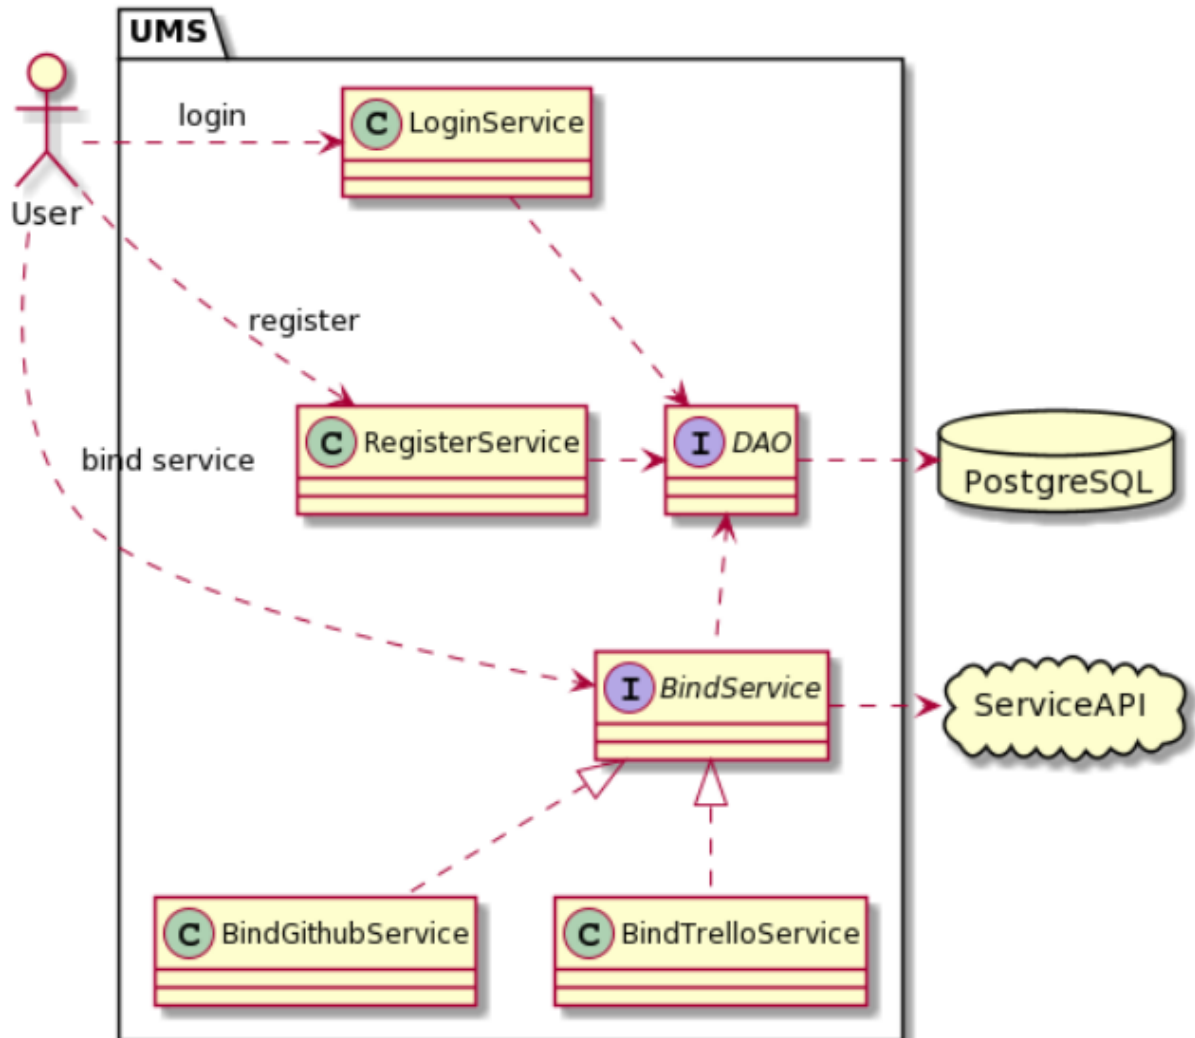 UMS
login
C LoginService
User
register
C RegisterService
I DAO
PostgreSQL
bind service
I BindService
ServiceAPI
C BindGithubService
C BindTrelloService